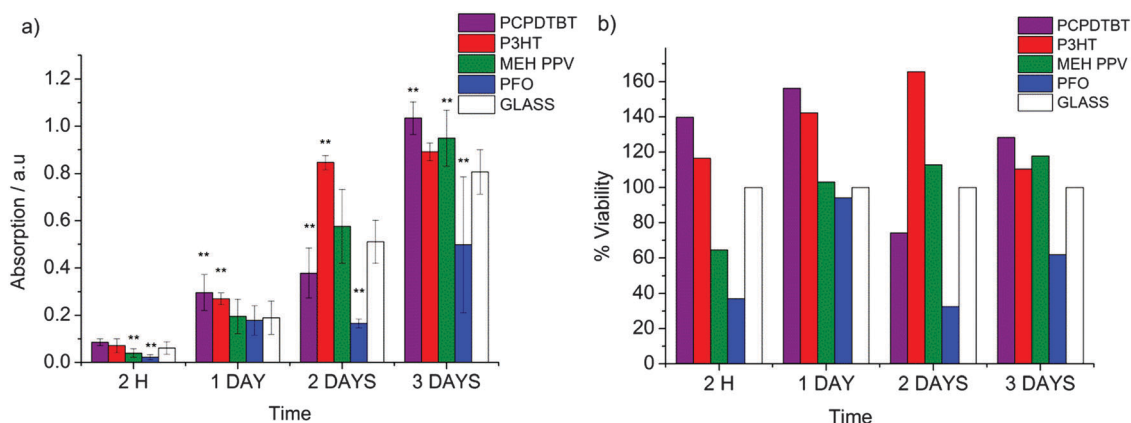 a)
PCPDTBT
P3HT
MEH PPV
PFO
GLASS
1.2
1.0
0.8
0.6
0.4
0.2
0.0
Absorption / a.u
**
**
**
**
**
**
**
**
**
**
2 H
1 DAY
2 DAYS
3 DAYS
Time
b)
PCPDTBT
P3HT
MEH PPV
PFO
GLASS
160
140
120
100
80
60
40
20
0
% Viability
2 H
1 DAY
2 DAYS
3 DAYS
Time